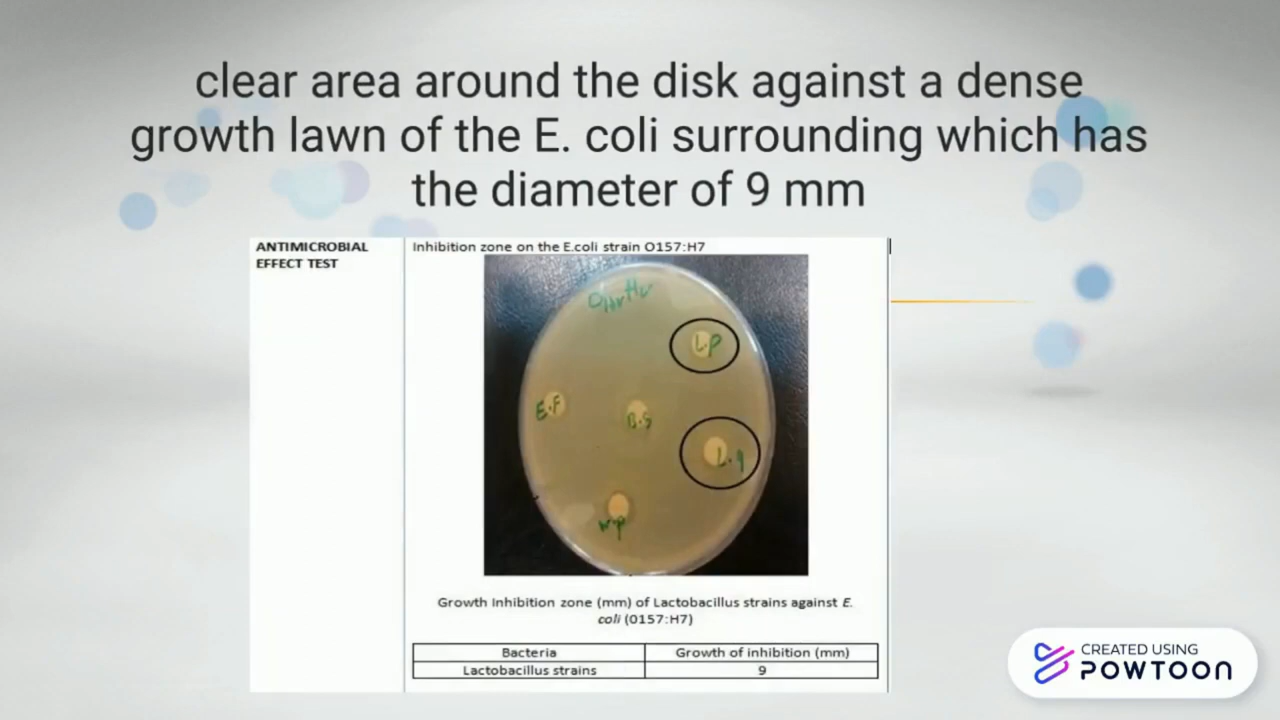 clear area around the disk against a dense
growth lawn of the E. coli surrounding which has
the diameter of 9 mm
ANTIMICROBIAL
EFFECT TEST
Inhibition zone on the E.coli strain O157:H7
L.P
E.F
B.S
L.9
w.p
Growth Inhibition zone (mm) of Lactobacillus strains against E.
coli (0157:H7)
Bacteria Growth of inhibition (mm)
Lactobacillus strains 9
CREATED USING
POWTOON